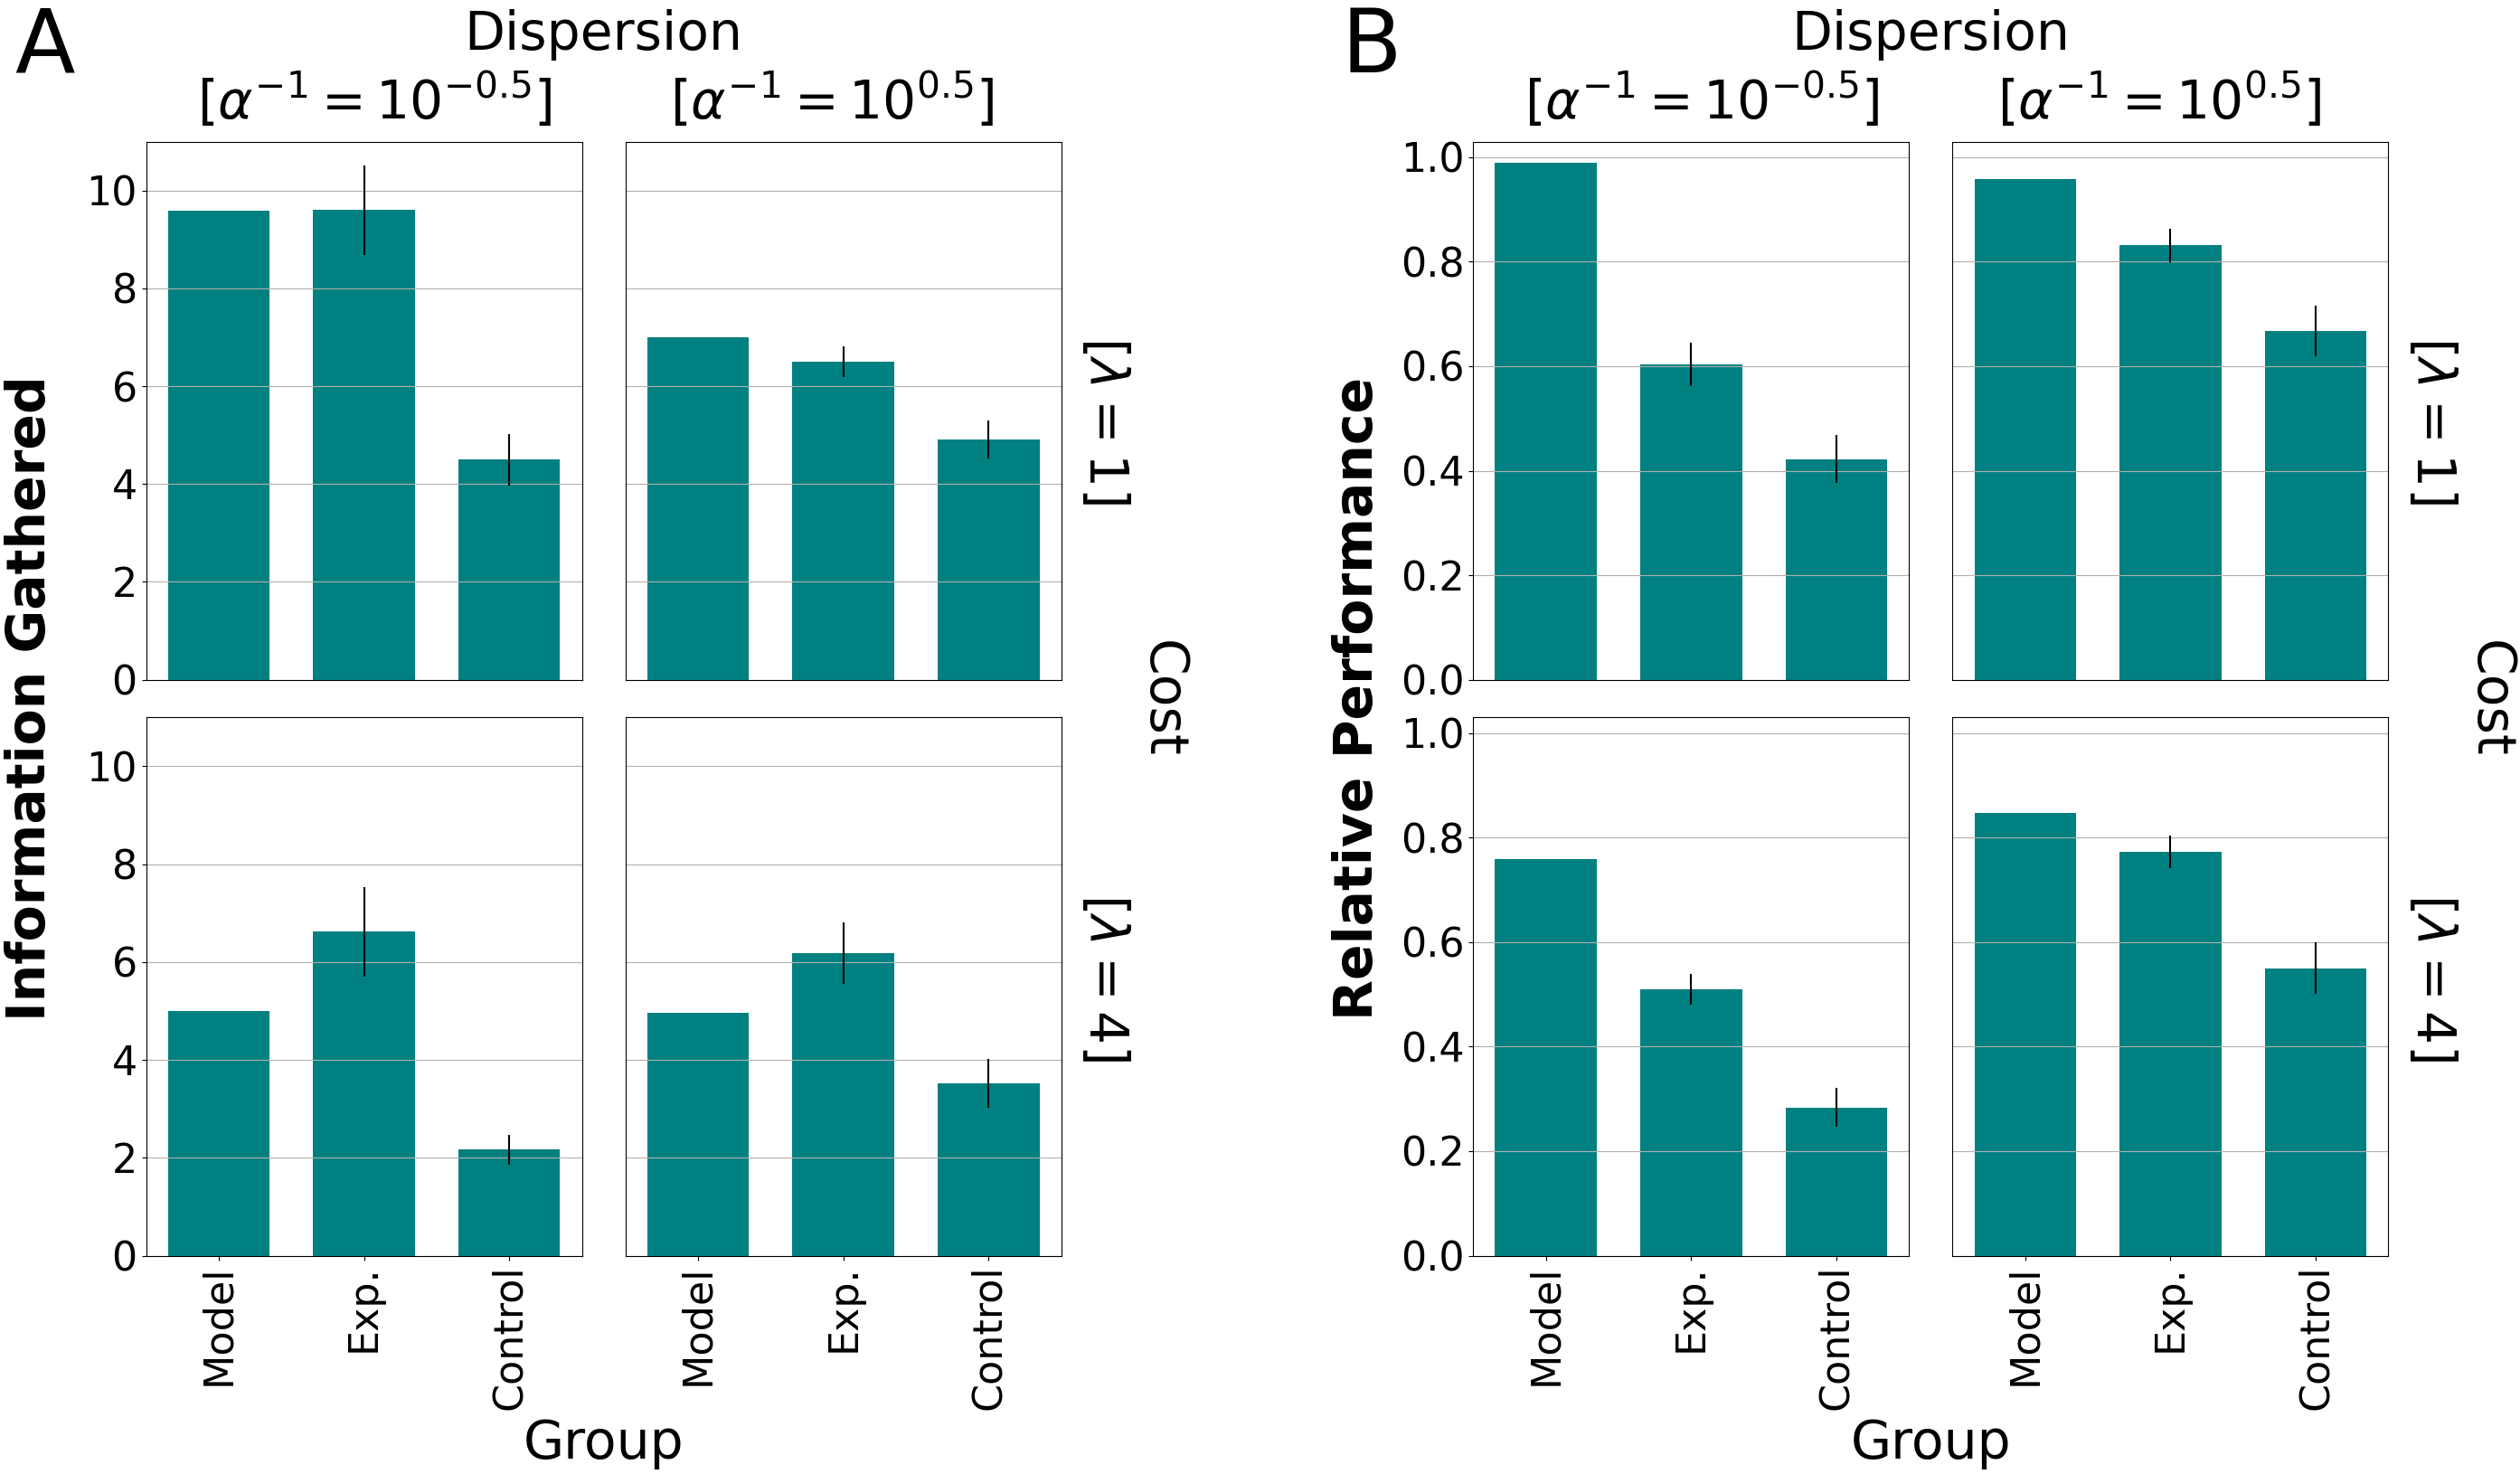 A
Dispersion
[α⁻¹ = 10⁻⁰·⁵] [α⁻¹ = 10⁰·⁵]
Information Gathered
10
8
6
4
2
0
[λ = 1]
10
8
6
4
2
0
[λ = 4]
Cost
Model Exp. Control Model Exp. Control
Group
B
Dispersion
[α⁻¹ = 10⁻⁰·⁵] [α⁻¹ = 10⁰·⁵]
Relative Performance
1.0
0.8
0.6
0.4
0.2
0.0
[λ = 1]
1.0
0.8
0.6
0.4
0.2
0.0
[λ = 4]
Cost
Model Exp. Control Model Exp. Control
Group